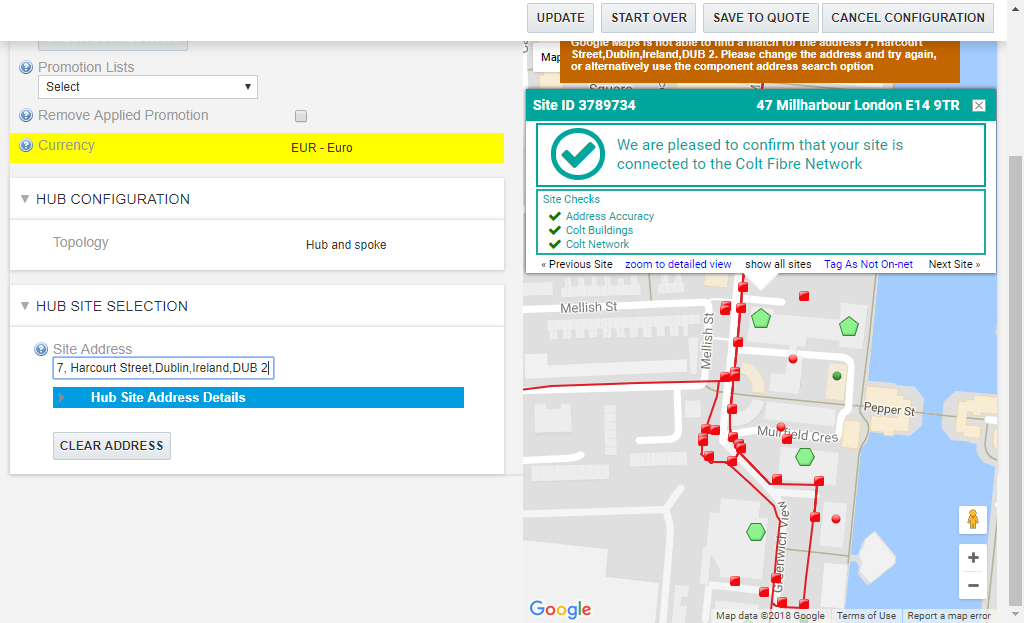 UPDATE
START OVER
SAVE TO QUOTE
CANCEL CONFIGURATION
Promotion Lists
Select
Remove Applied Promotion
Currency
EUR - Euro
HUB CONFIGURATION
Topology
Hub and spoke
HUB SITE SELECTION
Site Address
7, Harcourt Street,Dublin,Ireland,DUB 2
Hub Site Address Details
CLEAR ADDRESS
Map
Google Maps is not able to find a match for the address 7, Harcourt
Street,Dublin,Ireland,DUB 2. Please change the address and try again,
or alternatively use the component address search option
Square
Site ID 3789734
47 Millharbour London E14 9TR
We are pleased to confirm that your site is
connected to the Colt Fibre Network
Site Checks
Address Accuracy
Colt Buildings
Colt Network
« Previous Site
zoom to detailed view
show all sites
Tag As Not On-net
Next Site »
Mellish St
Mellish St
Pepper St
Muirfield Cres
Greenwich View
Google
Map data ©2018 Google
Terms of Use
Report a map error